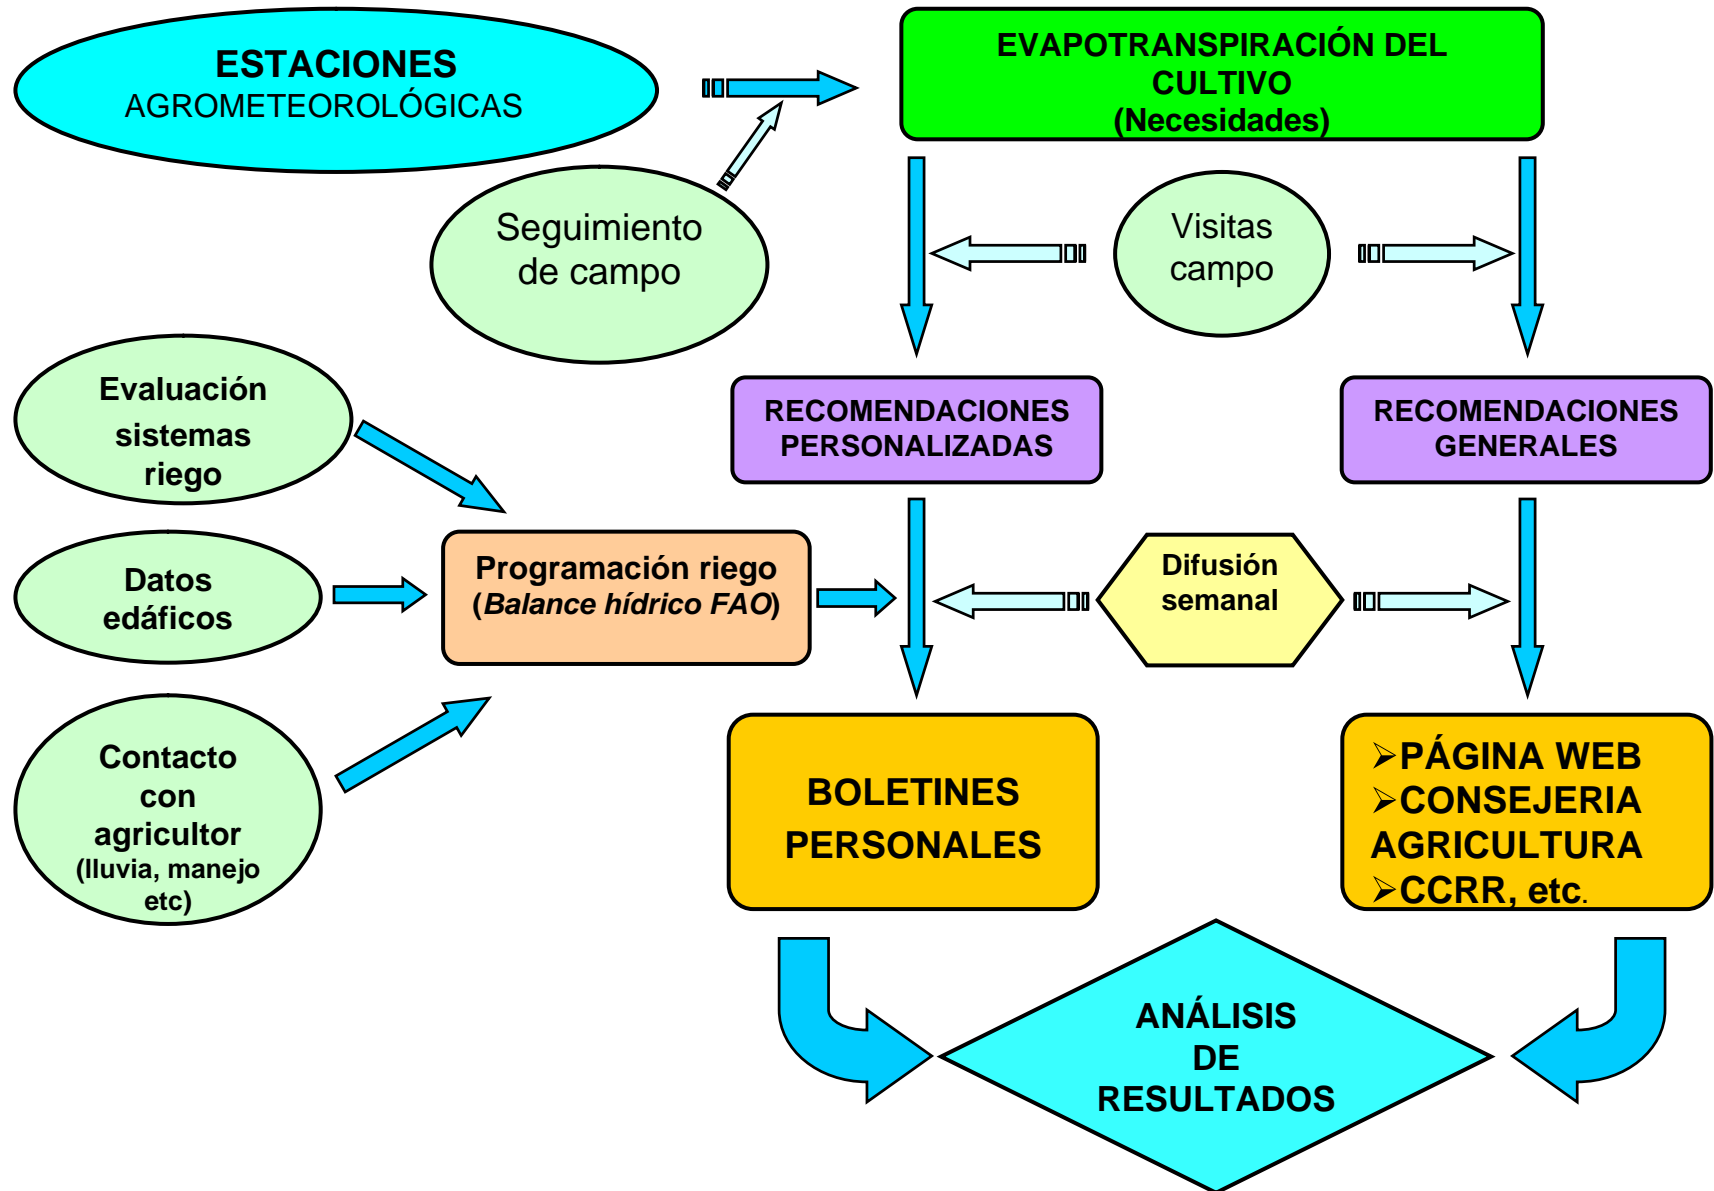 ESTACIONES
AGROMETEOROLÓGICAS
EVAPOTRANSPIRACIÓN DEL
CULTIVO
(Necesidades)
Seguimiento
de campo
Visitas
campo
Evaluación
sistemas
riego
RECOMENDACIONES
PERSONALIZADAS
RECOMENDACIONES
GENERALES
Datos
edáficos
Programación riego
(Balance hídrico FAO)
Difusión
semanal
Contacto
con
agricultor
(lluvia, manejo
etc)
BOLETINES
PERSONALES
➢PÁGINA WEB
➢CONSEJERIA
AGRICULTURA
➢CCRR, etc.
ANÁLISIS
DE
RESULTADOS